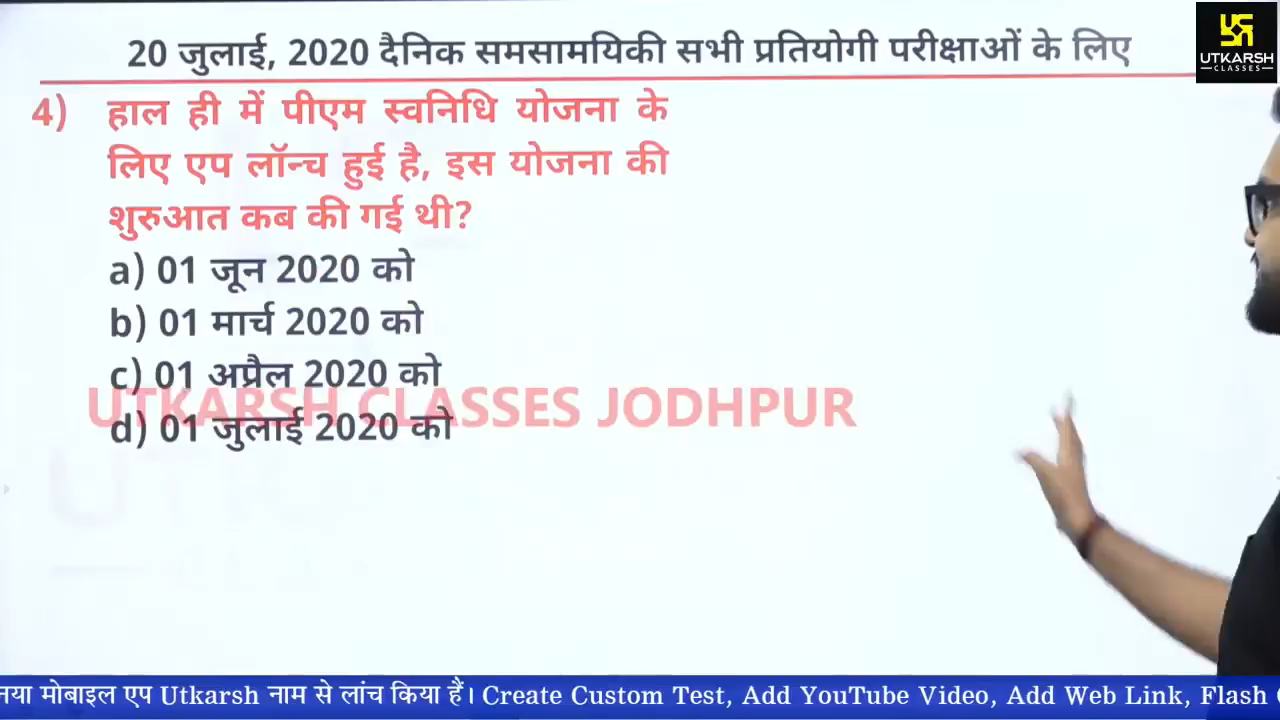 20 जुलाई, 2020 दैनिक समसामयिकी सभी प्रतियोगी परीक्षाओं के लिए
UTKARSH
CLASSES
4) हाल ही में पीएम स्वनिधि योजना के
लिए एप लॉन्च हुई है, इस योजना की
शुरुआत कब की गई थी?
a) 01 जून 2020 को
b) 01 मार्च 2020 को
c) 01 अप्रैल 2020 को
UTKARSH CLASSES JODHPUR
d) 01 जुलाई 2020 को
नया मोबाइल एप Utkarsh नाम से लांच किया हैं। Create Custom Test, Add YouTube Video, Add Web Link, Flash